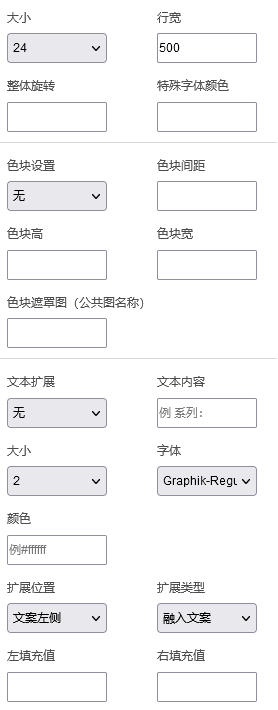 大小 行宽
24 500
整体旋转 特殊字体颜色
色块设置 色块间距
无
色块高 色块宽
色块遮罩图（公共图名称）
文本扩展 文本内容
无 例 系列：
大小 字体
2 Graphik-Regu
颜色
例#ffffff
扩展位置 扩展类型
文案左侧 融入文案
左填充值 右填充值